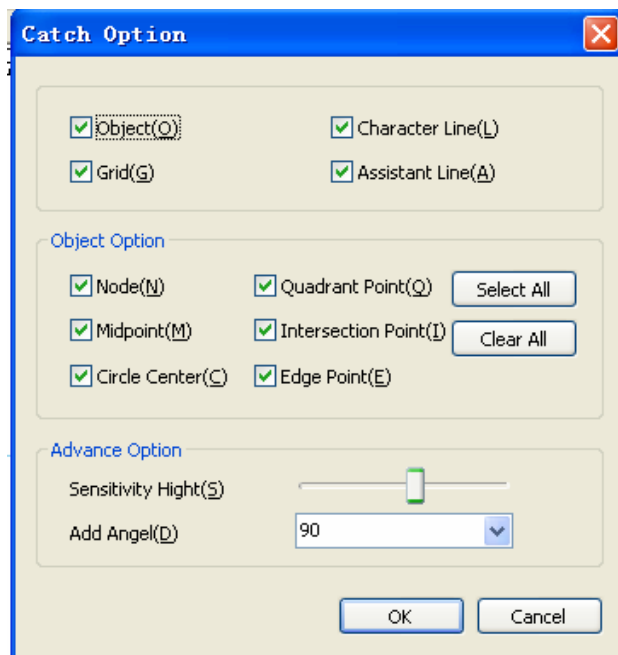 Catch Option
Object(O) Character Line(L)
Grid(G) Assistant Line(A)
Object Option
Node(N) Quadrant Point(Q) Select All
Midpoint(M) Intersection Point(I) Clear All
Circle Center(C) Edge Point(E)
Advance Option
Sensitivity Hight(S)
Add Angel(D) 90
OK Cancel